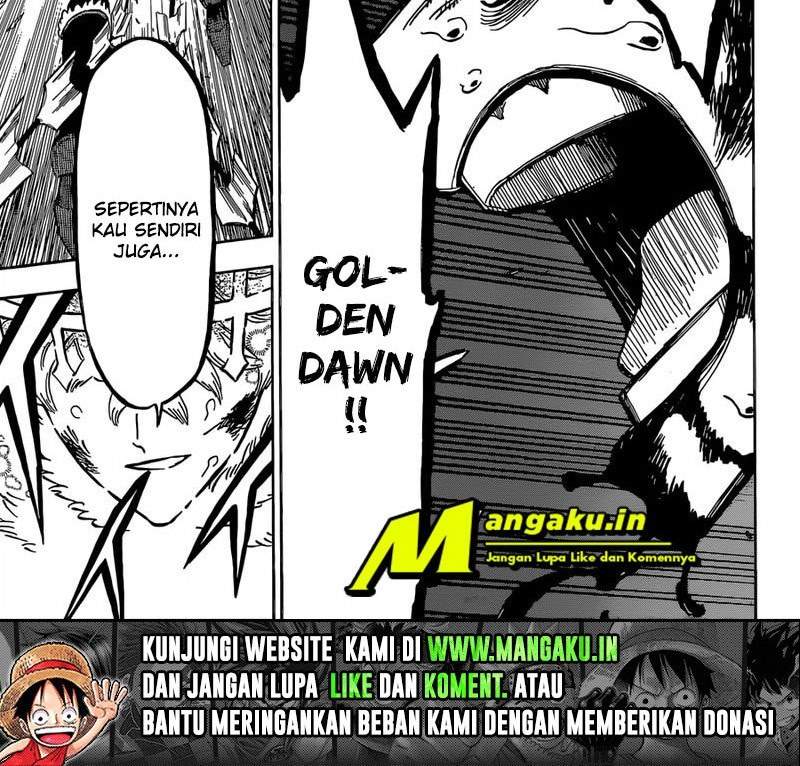 GOL-
DEN
DAWN
!!
SEPERTINYA
KAU SENDIRI
JUGA...
Mangaku.in
Jangan Lupa Like dan Komennya
KUNJUNGI WEBSITE KAMI DI WWW.MANGAKU.IN
DAN JANGAN LUPA LIKE DAN KOMENT. ATAU
BANTU MERINGANKAN BEBAN KAMI DENGAN MEMBERIKAN DONASI